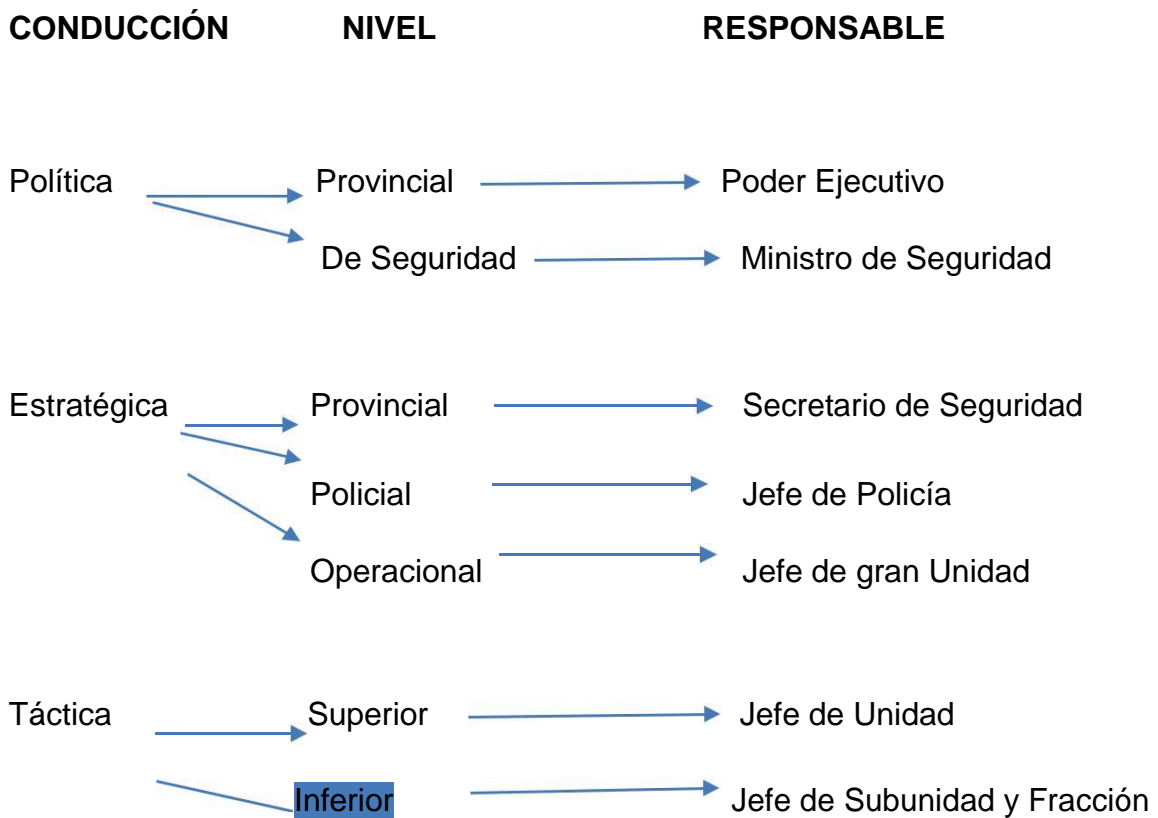 CONDUCCIÓN NIVEL RESPONSABLE
Política Provincial Poder Ejecutivo
De Seguridad Ministro de Seguridad
Estratégica Provincial Secretario de Seguridad
Policial Jefe de Policía
Operacional Jefe de gran Unidad
Táctica Superior Jefe de Unidad
Inferior Jefe de Subunidad y Fracción